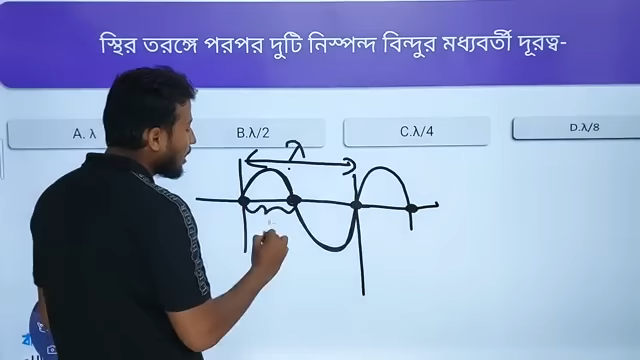 স্থির তরঙ্গে পরপর দুটি নিস্পন্দ বিন্দুর মধ্যবর্তী দূরত্ব-
A. λ
B.λ/2
C.λ/4
D.λ/8
λ